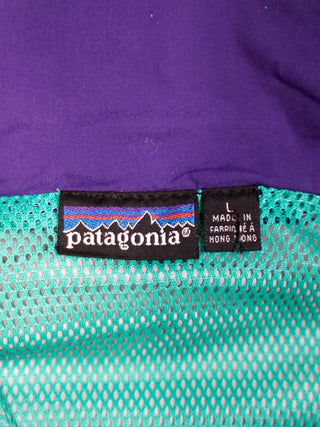 patagonia®
L
MADE IN
FABRIQUÉ À
HONG KONG